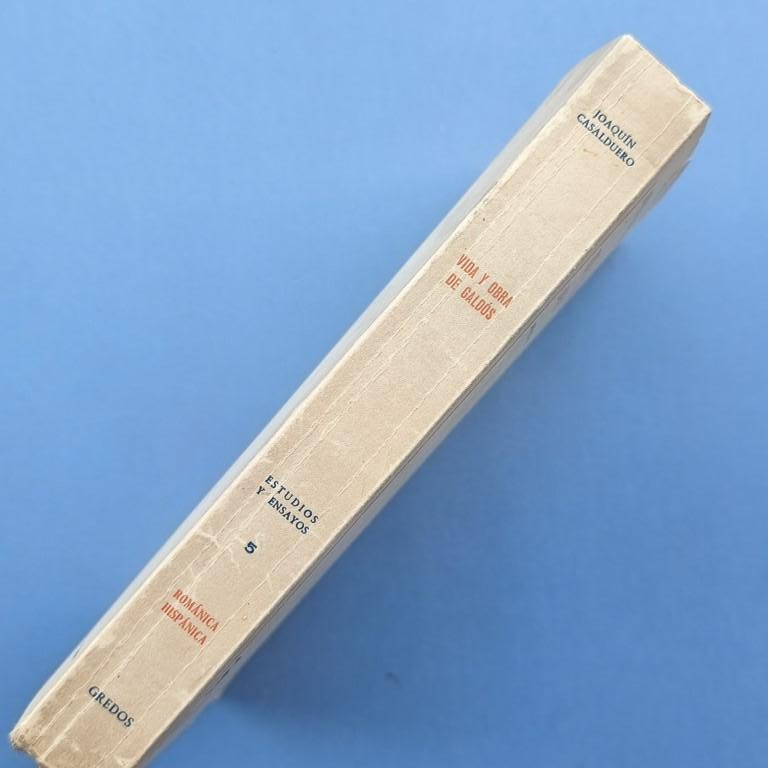 JOAQUÍN
CASALDUERO
VIDA Y OBRA
DE GALDÓS
ESTUDIOS
Y ENSAYOS
5
ROMÁNICA
HISPÁNICA
GREDOS